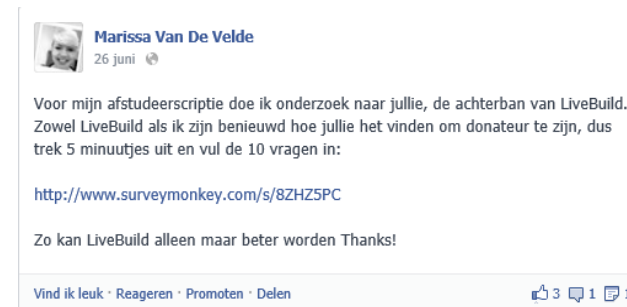 Marissa Van De Velde
26 juni
Voor mijn afstudeerscriptie doe ik onderzoek naar jullie, de achterban van LiveBuild.
Zowel LiveBuild als ik zijn benieuwd hoe jullie het vinden om donateur te zijn, dus
trek 5 minuutjes uit en vul de 10 vragen in:
http://www.surveymonkey.com/s/8ZHZ5PC
Zo kan LiveBuild alleen maar beter worden Thanks!
Vind ik leuk · Reageren · Promoten · Delen 3 1 1